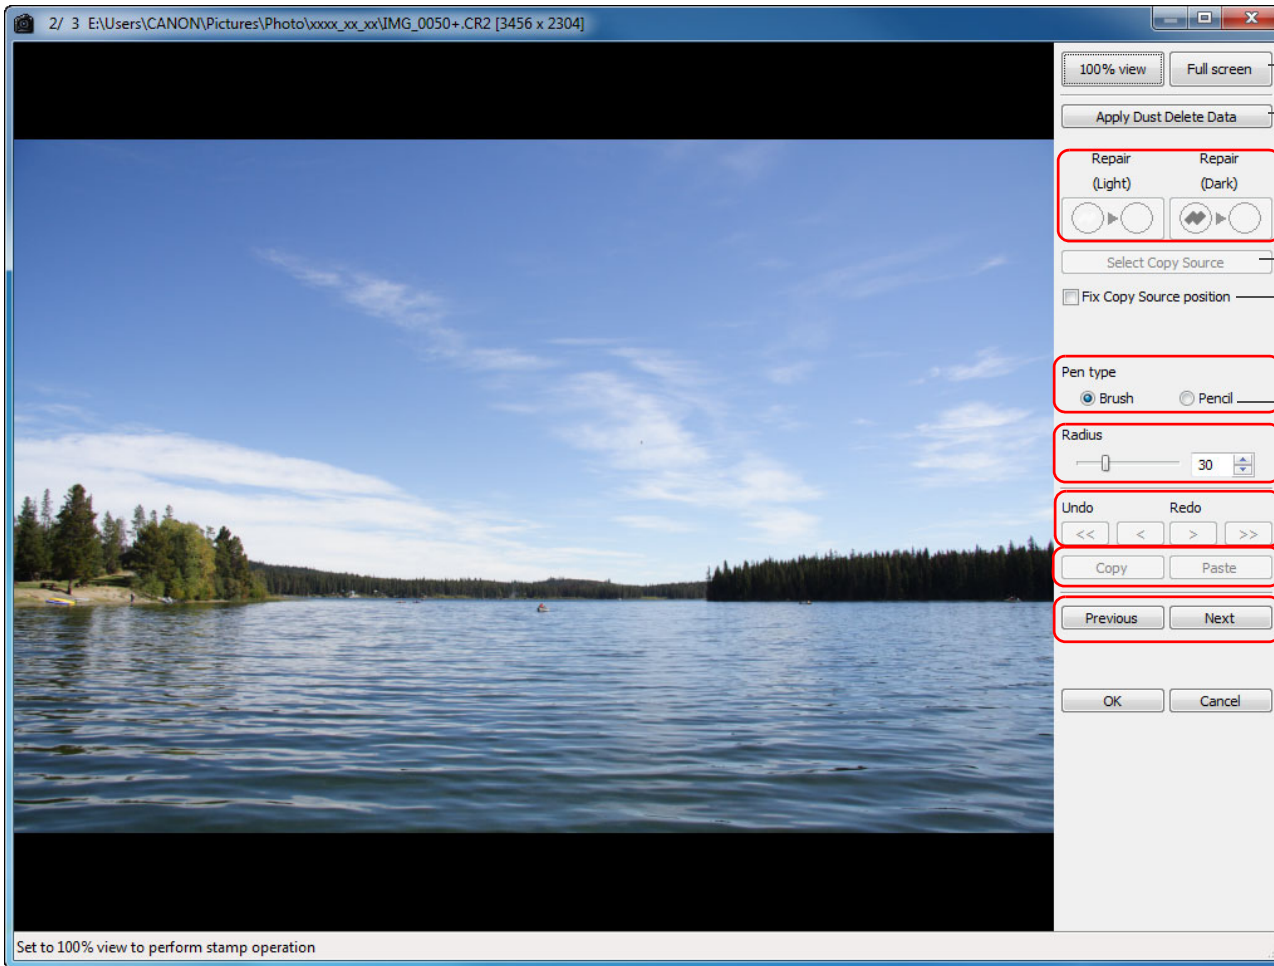 2/ 3 E:\Users\CANON\Pictures\Photo\xxxx_xx_xx\IMG_0050+.CR2 [3456 x 2304]
100% view Full screen
Apply Dust Delete Data
Repair Repair
(Light) (Dark)
Select Copy Source
Fix Copy Source position
Pen type
Brush Pencil
Radius
30
Undo Redo
<< < > >>
Copy Paste
Previous Next
OK Cancel
Set to 100% view to perform stamp operation